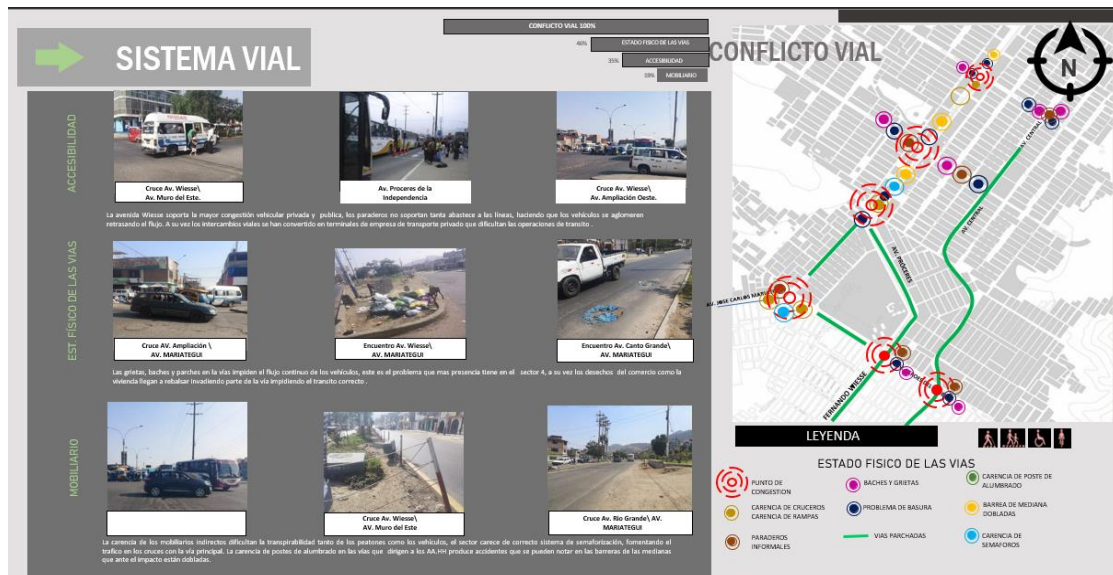 SISTEMA VIAL
CONFLICTO VIAL 100%
46% ESTADO FISICO DE LAS VIAS
35% ACCESIBILIDAD
19% MOBILIARIO
ACCESIBILIDAD
Cruce Av. Wiesse\
Av. Muro del Este.
Av. Proceres de la
Independencia
Cruce Av. Wiesse\
Av. Ampliación Oeste.
La avenida Wiesse soporta la mayor congestión vehicular privada y publica, los paraderos no soportan tanta abastece a las líneas, haciendo que los vehículos se aglomeren
retrasando el flujo. A su vez los intercambios viales se han convertido en terminales de empresa de transporte privado que dificultan las operaciones de transito .
EST. FÍSICO DE LAS VIAS
Cruce AV. Ampliación \
AV. MARIATEGUI
Encuentro Av. Wiesse\
AV. MARIATEGUI
Encuentro Av. Canto Grande\
AV. MARIATEGUI
Las grietas, baches y parches en la vías impiden el flujo continuo de los vehículos, este es el problema que mas presencia tiene en el sector 4, a su vez los desechos del comercio como la
vivienda llegan a rebalsar invadiendo parte de la vía impidiendo el transito correcto .
MOBILIARIO
Cruce Av. Wiesse\
AV. Muro del Este
Cruce Av. Rio Grande\ AV.
MARIATEGUI
La carencia de los mobiliarios indirectos dificultan la transpirabilidad tanto de los peatones como los vehículos, el sector carece de correcto sistema de semaforización, fomentando el
trafico en los cruces con la vía principal. La carencia de postes de alumbrado en las vías que dirigen a los AA.HH produce accidentes que se pueden notar en las barreras de las medianas
que ante el impacto están dobladas.
CONFLICTO VIAL
N
AV. CENTRAL
AV. CENTRAL
AV. PRÓCERES
AV. JOSE CARLOS
FERNANDO WIESSE
LEYENDA
ESTADO FISICO DE LAS VIAS
PUNTO DE
CONGESTION
BACHES Y GRIETAS
CARENCIA DE POSTE DE
ALUMBRADO
CARENCIA DE CRUCEROS
CARENCIA DE RAMPAS
PROBLEMA DE BASURA
BARREA DE MEDIANA
DOBLADAS
PARADEROS
INFORMALES
VIAS PARCHADAS
CARENCIA DE
SEMAFOROS